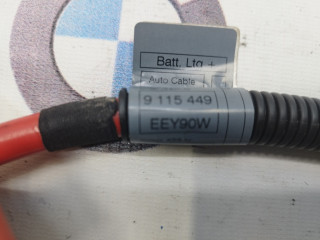 Batt. Ltg +
Auto Cable
9 115 449
EEY90W